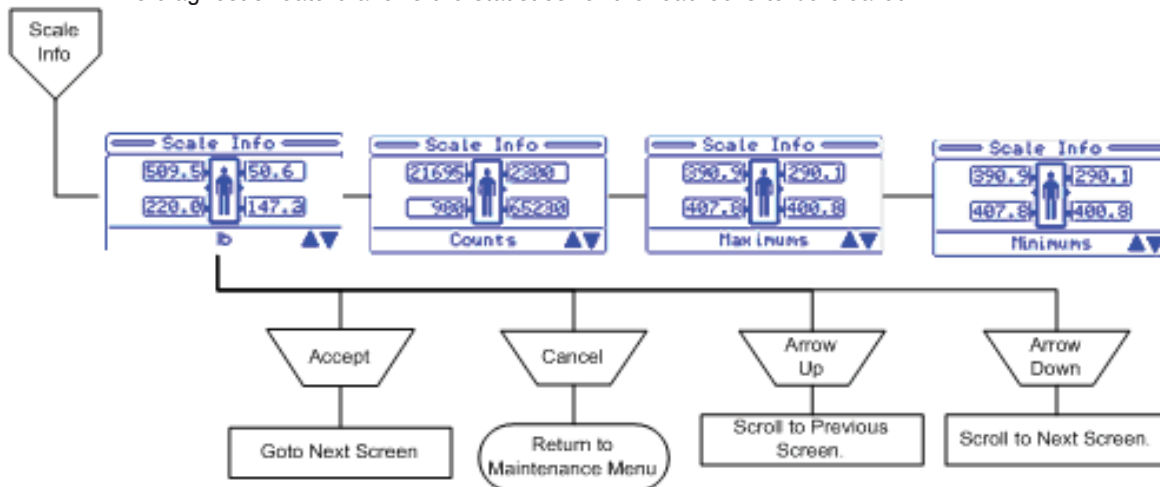 Scale
Info
Scale Info
509.5 50.6
220.0 147.3
lb
Scale Info
21695 2300
900 65230
Counts
Scale Info
390.9 290.1
407.8 400.8
Maximums
Scale Info
390.9 290.1
407.8 400.8
Minimums
Accept
Cancel
Arrow
Up
Arrow
Down
Goto Next Screen
Return to
Maintenance Menu
Scroll to Previous
Screen.
Scroll to Next Screen.